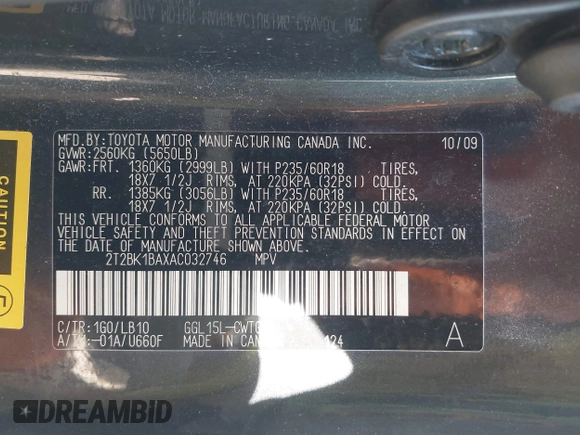 MFD.BY:TOYOTA MOTOR MANUFACTURING CANADA INC. 10/09
GVWR:2560KG (5650LB)
GAWR:FRT. 1360KG (2999LB) WITH P235/60R18 TIRES,
18X7 1/2J RIMS, AT 220KPA (32PSI) COLD.
RR. 1385KG (3056LB) WITH P235/60R18 TIRES,
18X7 1/2J RIMS, AT 220KPA (32PSI) COLD.
THIS VEHICLE CONFORMS TO ALL APPLICABLE FEDERAL MOTOR
VEHICLE SAFETY AND THEFT PREVENTION STANDARDS IN EFFECT
ON THE DATE OF MANUFACTURE SHOWN ABOVE.
2T2BK1BAXAC032746 MPV
C/TR:1G0/LB10 GGL15L-CWT
A/TM:-01A/U660F MADE IN 124
A
CAUTION
DREAMBID